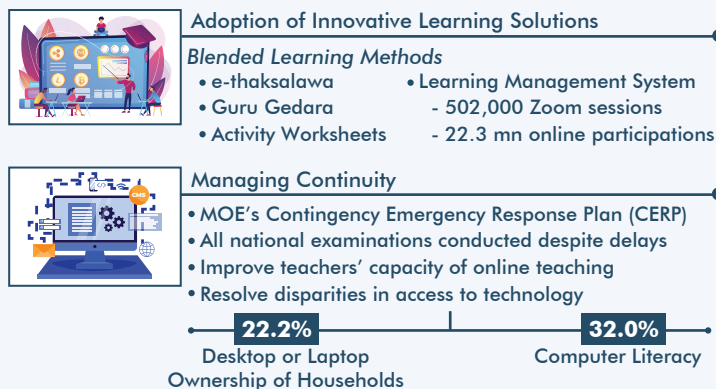 Adoption of Innovative Learning Solutions
Blended Learning Methods
• e-thaksalawa
• Guru Gedara
• Activity Worksheets
• Learning Management System
- 502,000 Zoom sessions
- 22.3 mn online participations
CMS
Managing Continuity
• MOE's Contingency Emergency Response Plan (CERP)
• All national examinations conducted despite delays
• Improve teachers' capacity of online teaching
• Resolve disparities in access to technology
22.2%
Desktop or Laptop
Ownership of Households
32.0%
Computer Literacy